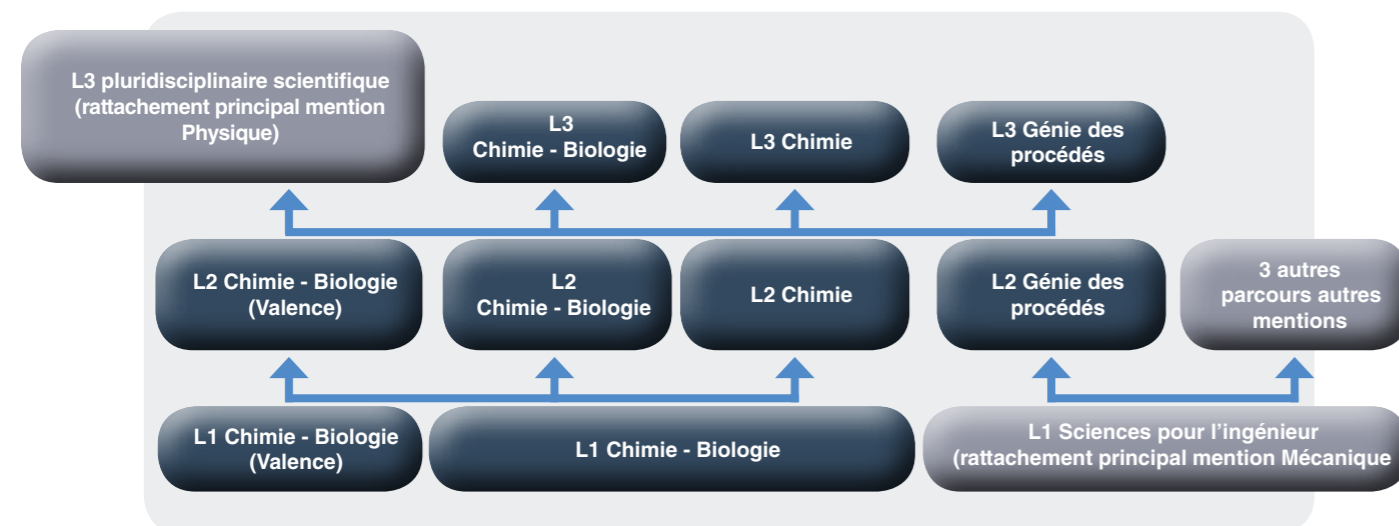 L3 pluridisciplinaire scientifique
(rattachement principal mention
Physique)
L3
Chimie - Biologie
L3 Chimie
L3 Génie des
procédés
L2 Chimie - Biologie
(Valence)
L2
Chimie - Biologie
L2 Chimie
L2 Génie des
procédés
3 autres
parcours autres
mentions
L1 Chimie - Biologie
(Valence)
L1 Chimie - Biologie
L1 Sciences pour l’ingénieur
(rattachement principal mention Mécanique